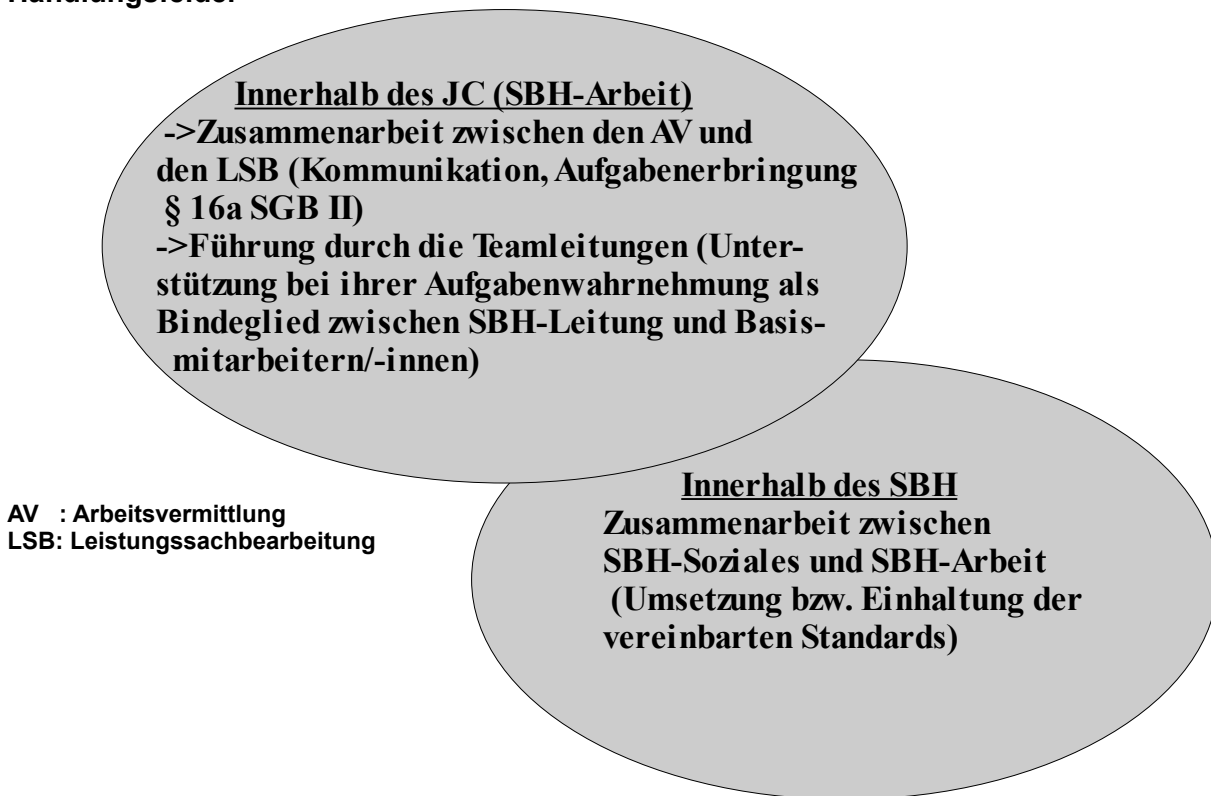 Handlungsfelder
Innerhalb des JC (SBH-Arbeit)
->Zusammenarbeit zwischen den AV und
den LSB (Kommunikation, Aufgabenerbringung
§ 16a SGB II)
->Führung durch die Teamleitungen (Unter-
stützung bei ihrer Aufgabenwahrnehmung als
Bindeglied zwischen SBH-Leitung und Basis-
mitarbeitern/-innen)
AV : Arbeitsvermittlung
LSB: Leistungssachbearbeitung
Innerhalb des SBH
Zusammenarbeit zwischen
SBH-Soziales und SBH-Arbeit
(Umsetzung bzw. Einhaltung der
vereinbarten Standards)